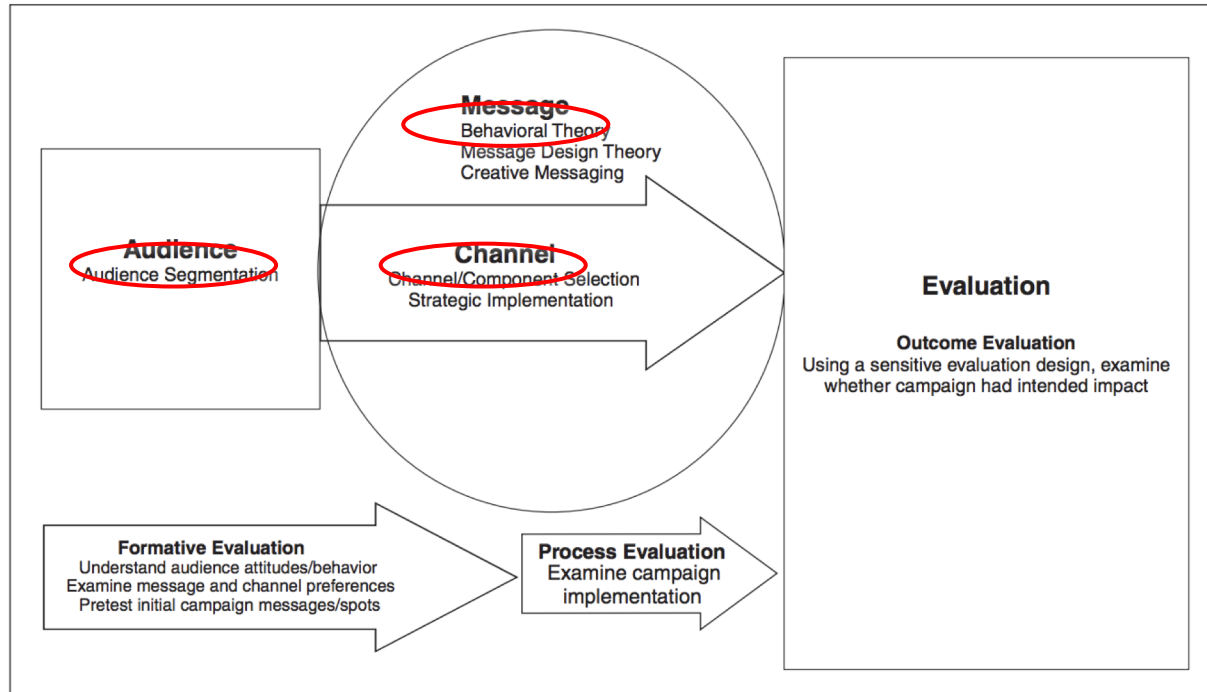 Message
Behavioral Theory
Message Design Theory
Creative Messaging
Audience
Audience Segmentation
Channel
Channel/Component Selection
Strategic Implementation
Evaluation
Outcome Evaluation
Using a sensitive evaluation design, examine
whether campaign had intended impact
Formative Evaluation
Understand audience attitudes/behavior
Examine message and channel preferences
Pretest initial campaign messages/spots
Process Evaluation
Examine campaign
implementation